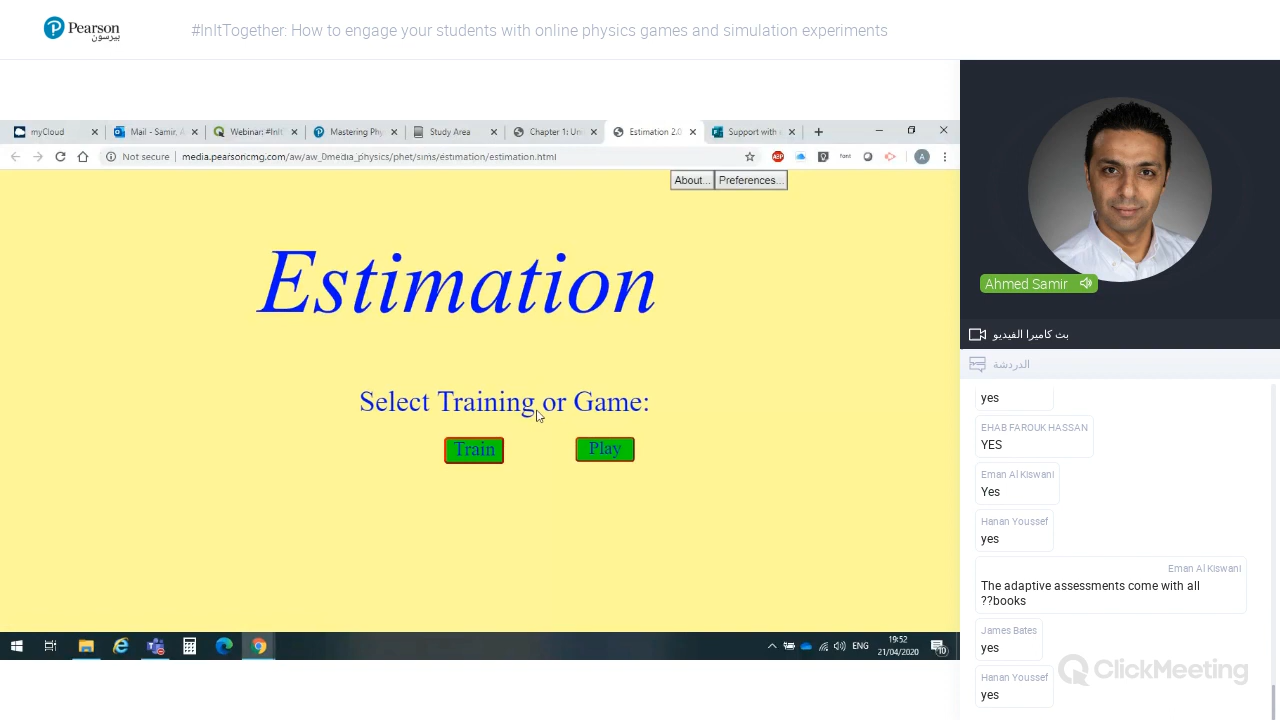 Pearson
بيرسون
#InItTogether: How to engage your students with online physics games and simulation experiments
myCloud
Mail - Samir, A
Webinar: #InIt
Mastering Phy
Study Area
Chapter 1: Un
Estimation 2.0
Support with
Not secure
media.pearsoncmg.com/aw/aw_0media_physics/phet/sims/estimation/estimation.html
ABP
Font
A
About...
Preferences...
Estimation
Select Training or Game:
Train
Play
ENG
19:52
21/04/2020
10
Ahmed Samir
بث كاميرا الفيديو
الدردشة
yes
EHAB FAROUK HASSAN
YES
Eman Al Kiswani
Yes
Hanan Youssef
yes
Eman Al Kiswani
The adaptive assessments come with all
??books
James Bates
yes
Hanan Youssef
yes
ClickMeeting